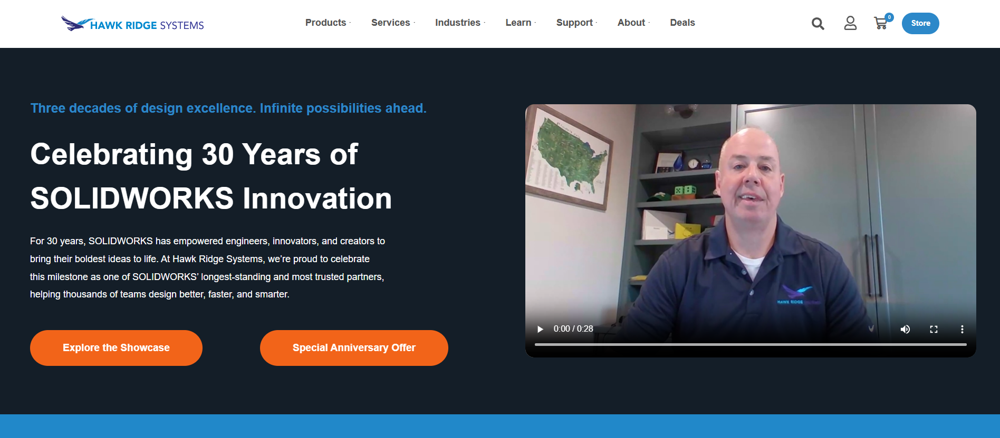 HAWK RIDGE SYSTEMS
Products
Services
Industries
Learn
Support
About
Deals
0
Store
Three decades of design excellence. Infinite possibilities ahead.
Celebrating 30 Years of
SOLIDWORKS Innovation
For 30 years, SOLIDWORKS has empowered engineers, innovators, and creators to
bring their boldest ideas to life. At Hawk Ridge Systems, we’re proud to celebrate
this milestone as one of SOLIDWORKS’ longest-standing and most trusted partners,
helping thousands of teams design better, faster, and smarter.
Explore the Showcase
Special Anniversary Offer
HAWK RIDGE
0:00 / 0:28